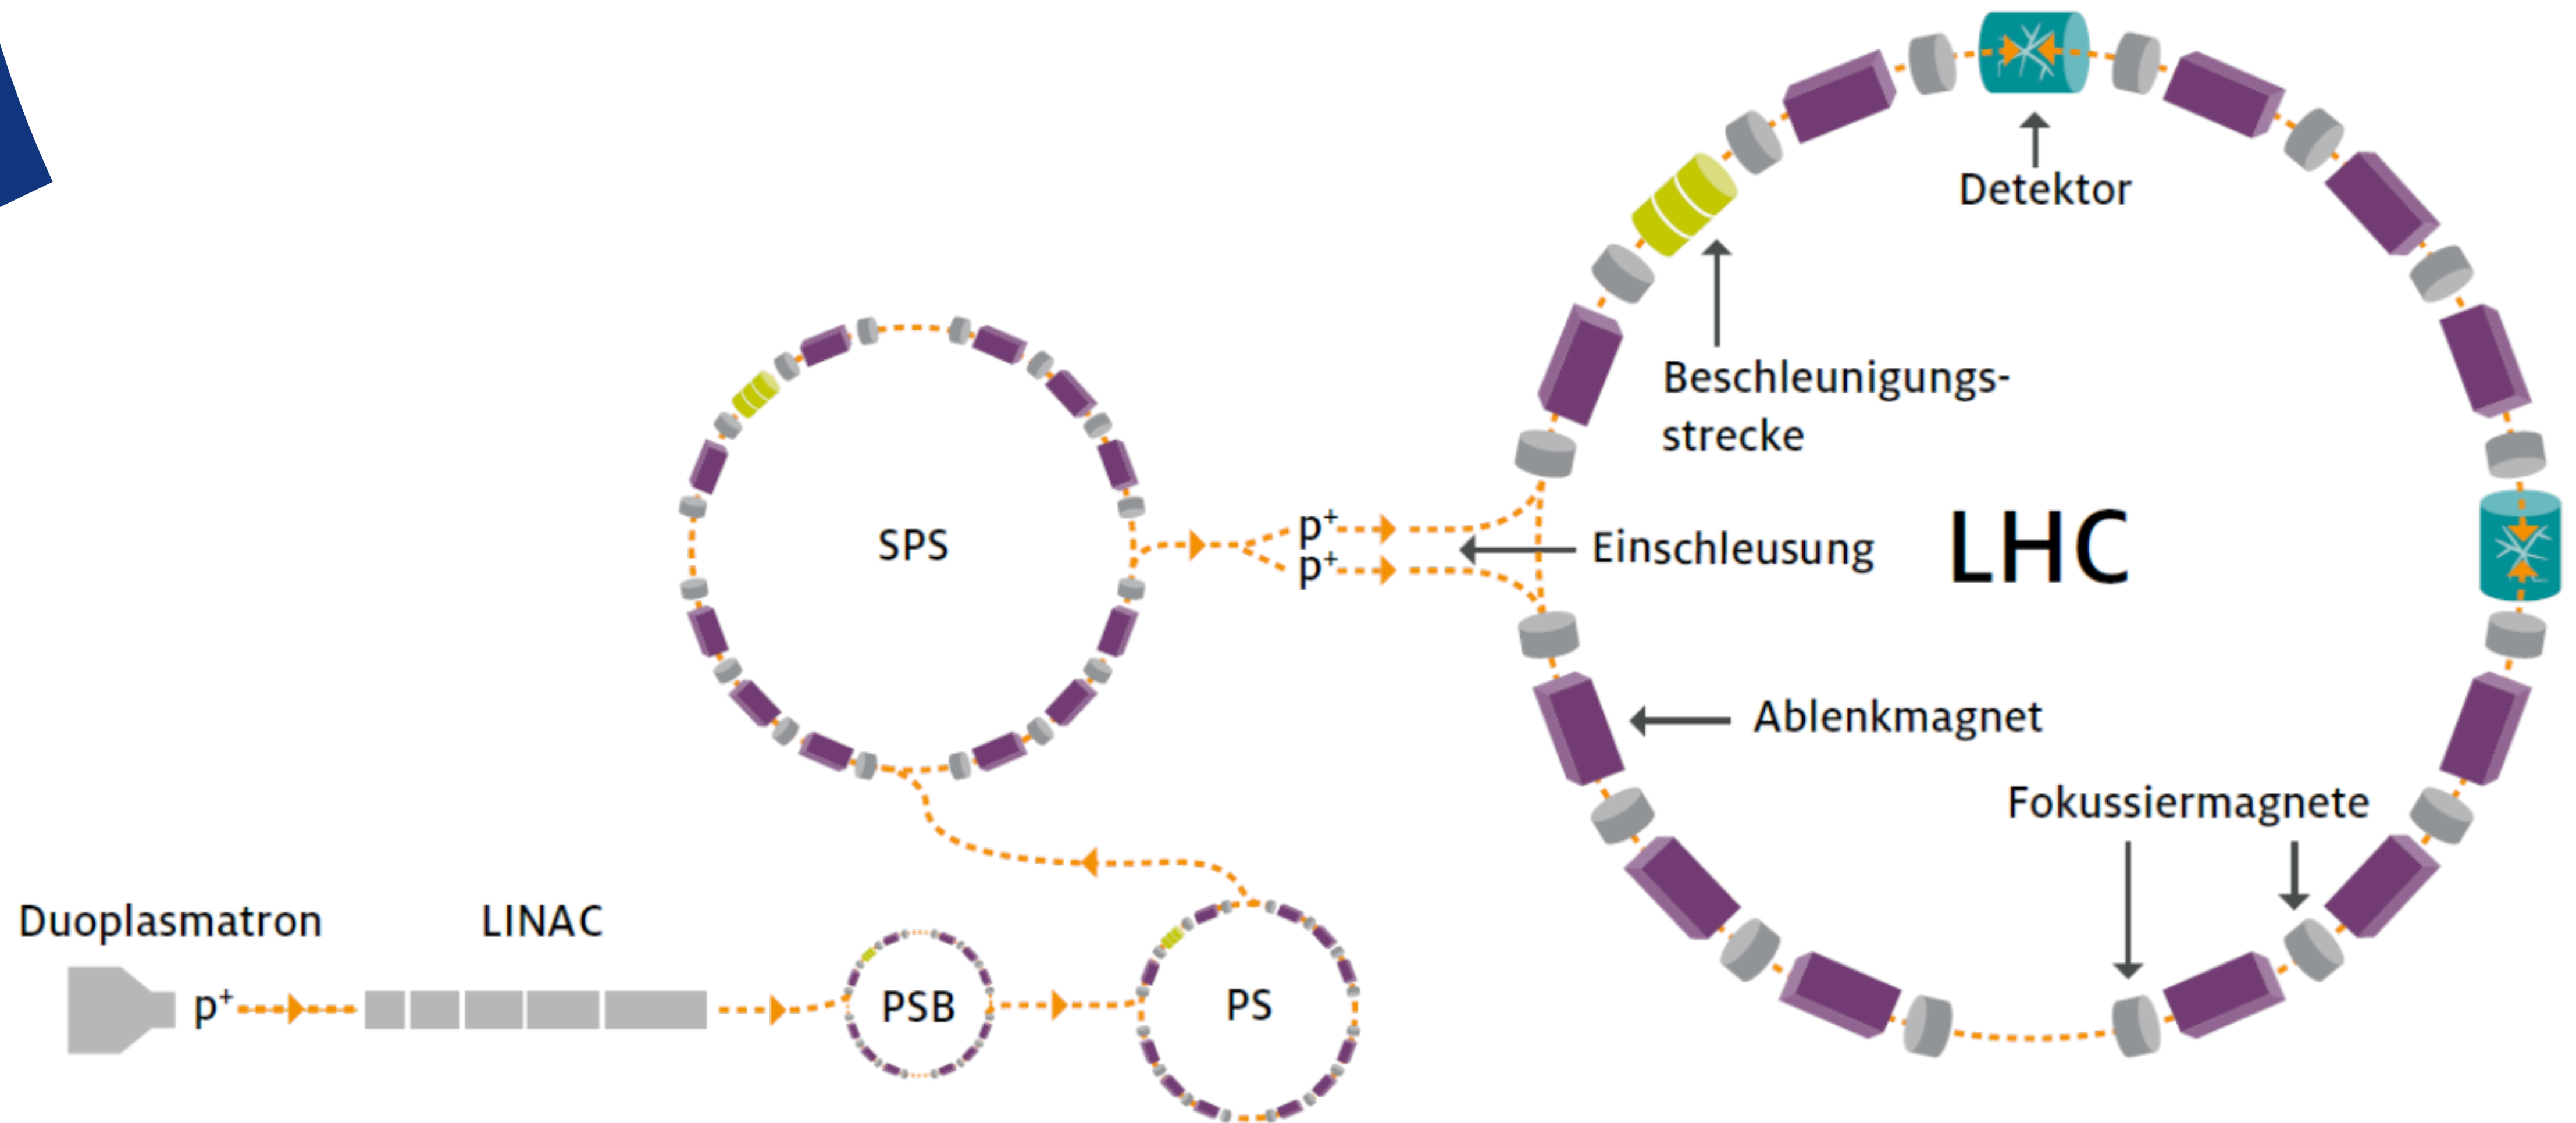 Detektor
Beschleunigungs-
strecke
SPS
p+
p+
Einschleusung
LHC
Ablenkmagnet
Fokussiermagnete
Duoplasmatron
LINAC
p+
PSB
PS